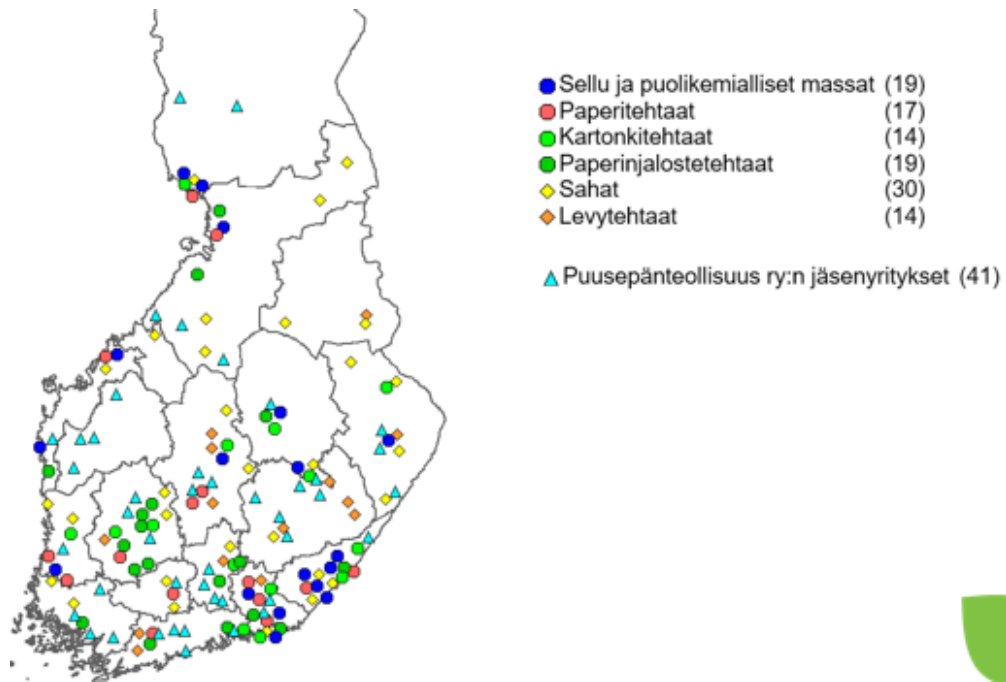 Sellu ja puolikemialliset massat (19)
Paperitehtaat (17)
Kartonkitehtaat (14)
Paperinjalostetehtaat (19)
Sahat (30)
Levytehtaat (14)
Puusepänteollisuus ry:n jäsenyritykset (41)